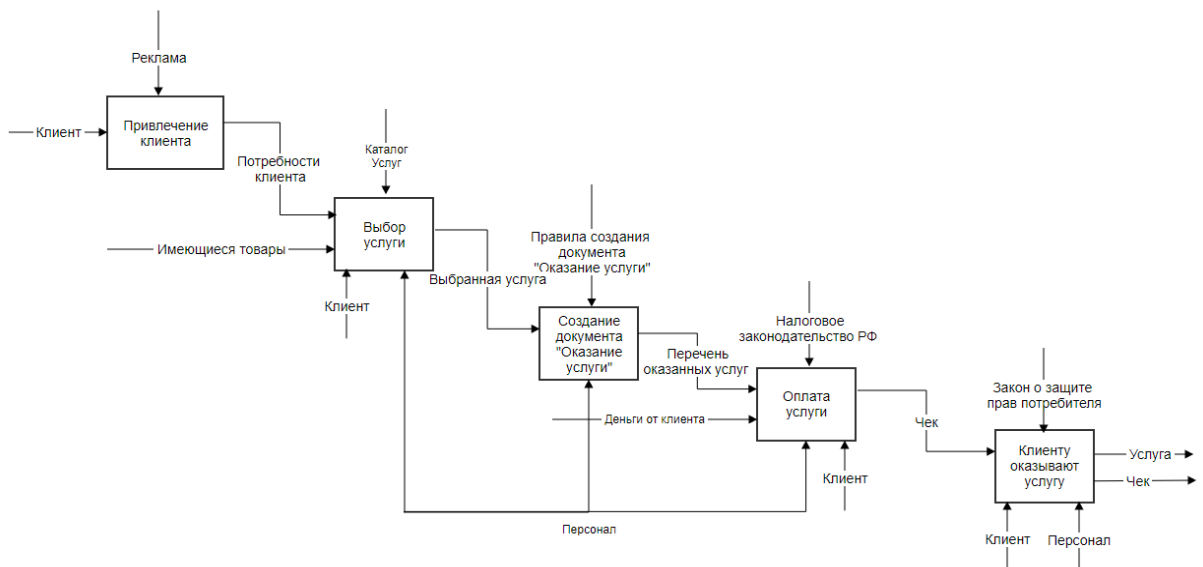 Реклама
Клиент
Привлечение
клиента
Потребности
клиента
Каталог
Услуг
Выбор
услуги
Имеющиеся товары
Клиент
Выбранная услуга
Правила создания
документа
"Оказание услуги"
Создание
документа
"Оказание
услуги"
Перечень
оказанных услуг
Налоговое
законодательство РФ
Оплата
услуги
Деньги от клиента
Клиент
Персонал
Чек
Закон о защите
прав потребителя
Клиенту
оказывают
услугу
Услуга
Чек
Клиент
Персонал